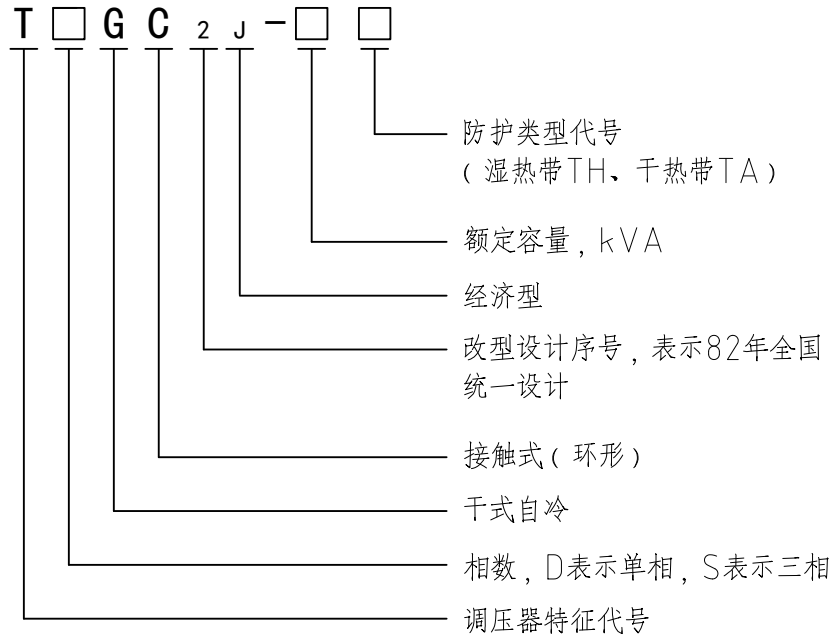 T□GC2J-□□
防护类型代号
(湿热带TH、干热带TA)
额定容量,kVA
经济型
改型设计序号,表示82年全国
统一设计
接触式(环形)
干式自冷
相数,D表示单相,S表示三相
调压器特征代号